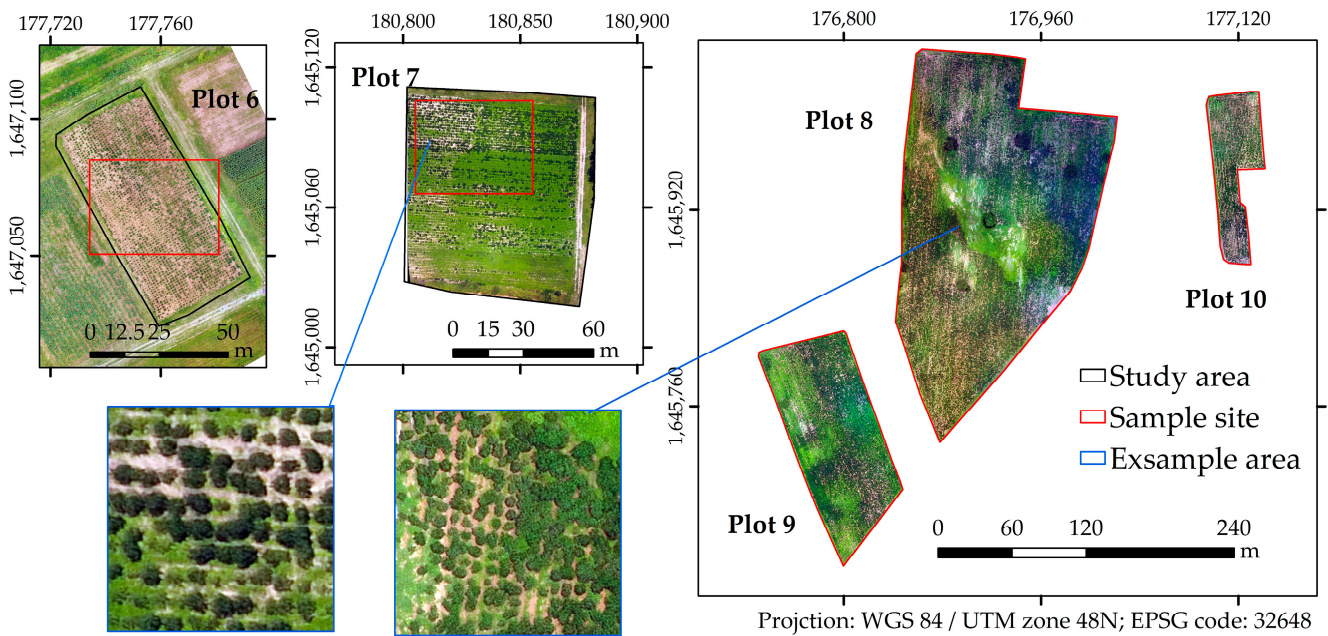 177,720 177,760
180,800 180,850 180,900
176,800 176,960 177,120
1,647,100
1,647,050
Plot 6
0 12.5 25 50
m
1,645,120
1,645,060
1,645,000
Plot 7
0 15 30 60
m
1,645,920
1,645,760
Plot 8
Plot 10
Plot 9
Study area
Sample site
Exsample area
0 60 120 240
m
Projction: WGS 84 / UTM zone 48N; EPSG code: 32648